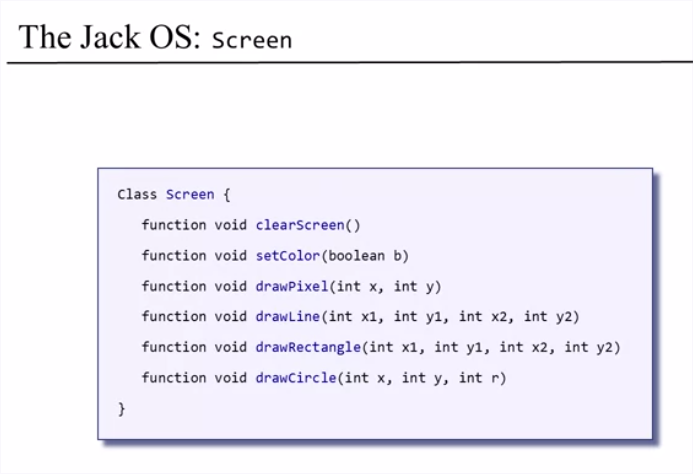 The Jack OS: Screen
Class Screen {
function void clearScreen()
function void setColor(boolean b)
function void drawPixel(int x, int y)
function void drawLine(int x1, int y1, int x2, int y2)
function void drawRectangle(int x1, int y1, int x2, int y2)
function void drawCircle(int x, int y, int r)
}